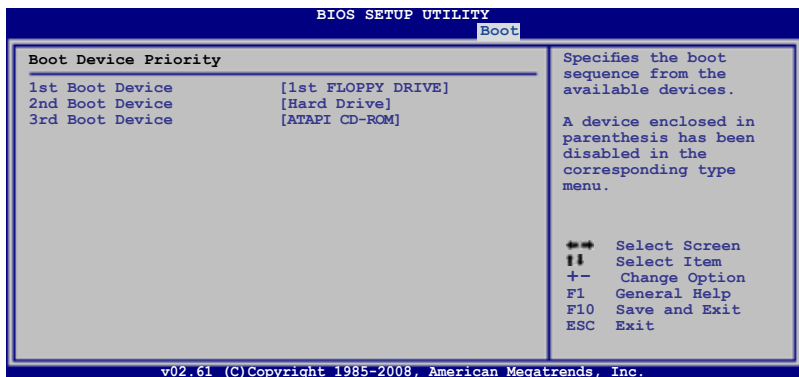 BIOS SETUP UTILITY
Boot
Boot Device Priority
1st Boot Device [1st FLOPPY DRIVE]
2nd Boot Device [Hard Drive]
3rd Boot Device [ATAPI CD-ROM]
Specifies the boot
sequence from the
available devices.
A device enclosed in
parenthesis has been
disabled in the
corresponding type
menu.
←→ Select Screen
↑↓ Select Item
+- Change Option
F1 General Help
F10 Save and Exit
ESC Exit
v02.61 (C)Copyright 1985-2008, American Megatrends, Inc.